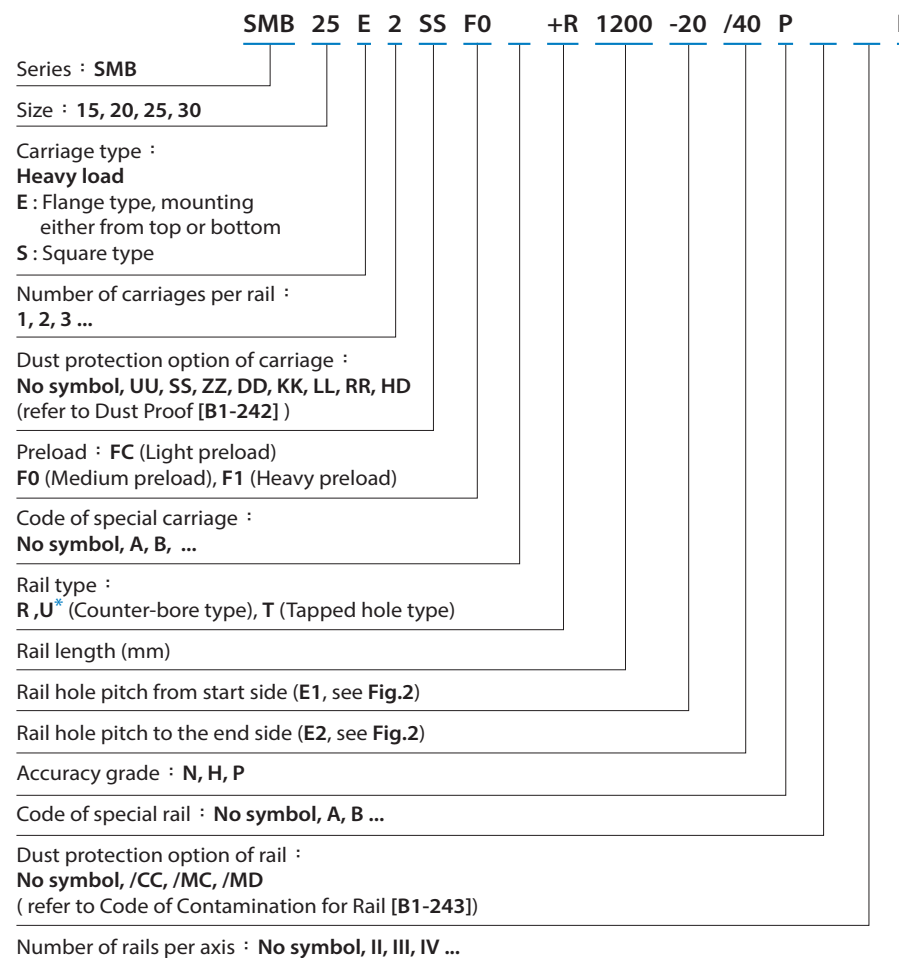 SMB 25 E 2 SS F0 +R 1200 -20 /40 P
Series : SMB
Size : 15, 20, 25, 30
Carriage type :
Heavy load
E : Flange type, mounting
either from top or bottom
S : Square type
Number of carriages per rail :
1, 2, 3 ...
Dust protection option of carriage :
No symbol, UU, SS, ZZ, DD, KK, LL, RR, HD
(refer to Dust Proof [B1-242] )
Preload : FC (Light preload)
F0 (Medium preload), F1 (Heavy preload)
Code of special carriage :
No symbol, A, B, ...
Rail type :
R ,U* (Counter-bore type), T (Tapped hole type)
Rail length (mm)
Rail hole pitch from start side (E1, see Fig.2)
Rail hole pitch to the end side (E2, see Fig.2)
Accuracy grade : N, H, P
Code of special rail : No symbol, A, B ...
Dust protection option of rail :
No symbol, /CC, /MC, /MD
( refer to Code of Contamination for Rail [B1-243])
Number of rails per axis : No symbol, II, III, IV ...